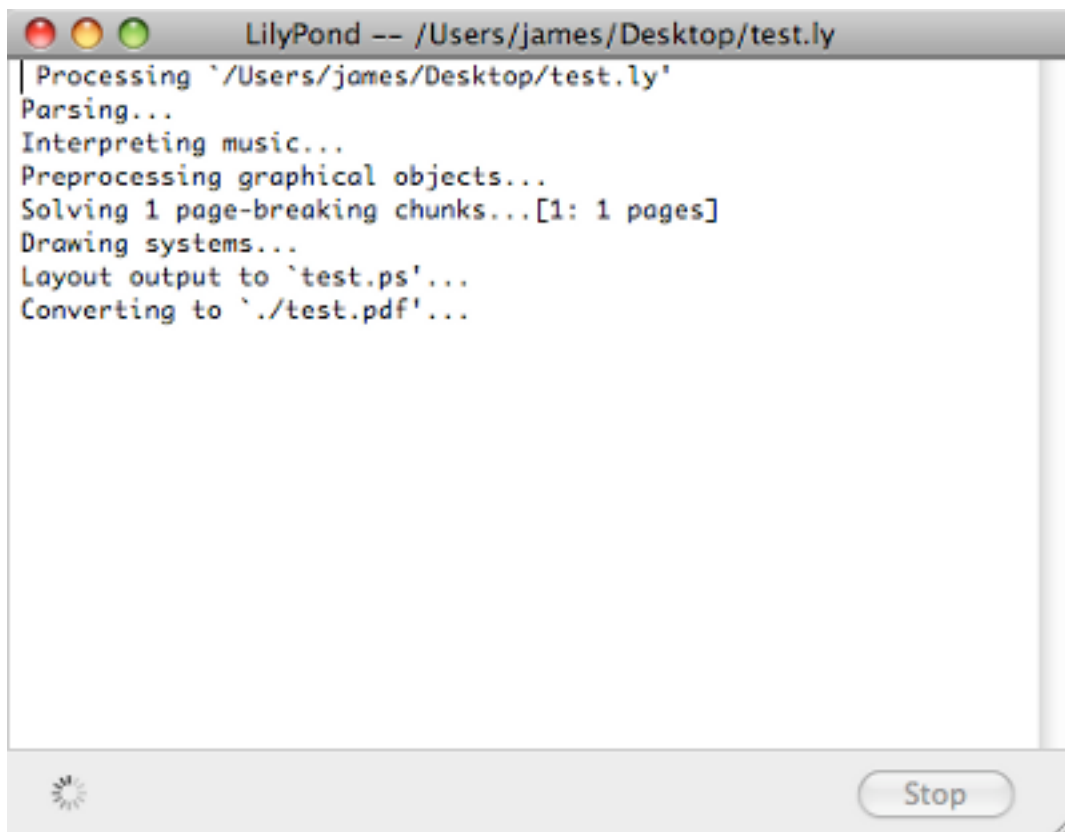 LilyPond -- /Users/james/Desktop/test.ly
Processing `/Users/james/Desktop/test.ly'
Parsing...
Interpreting music...
Preprocessing graphical objects...
Solving 1 page-breaking chunks...[1: 1 pages]
Drawing systems...
Layout output to `test.ps'...
Converting to `./test.pdf'...
Stop